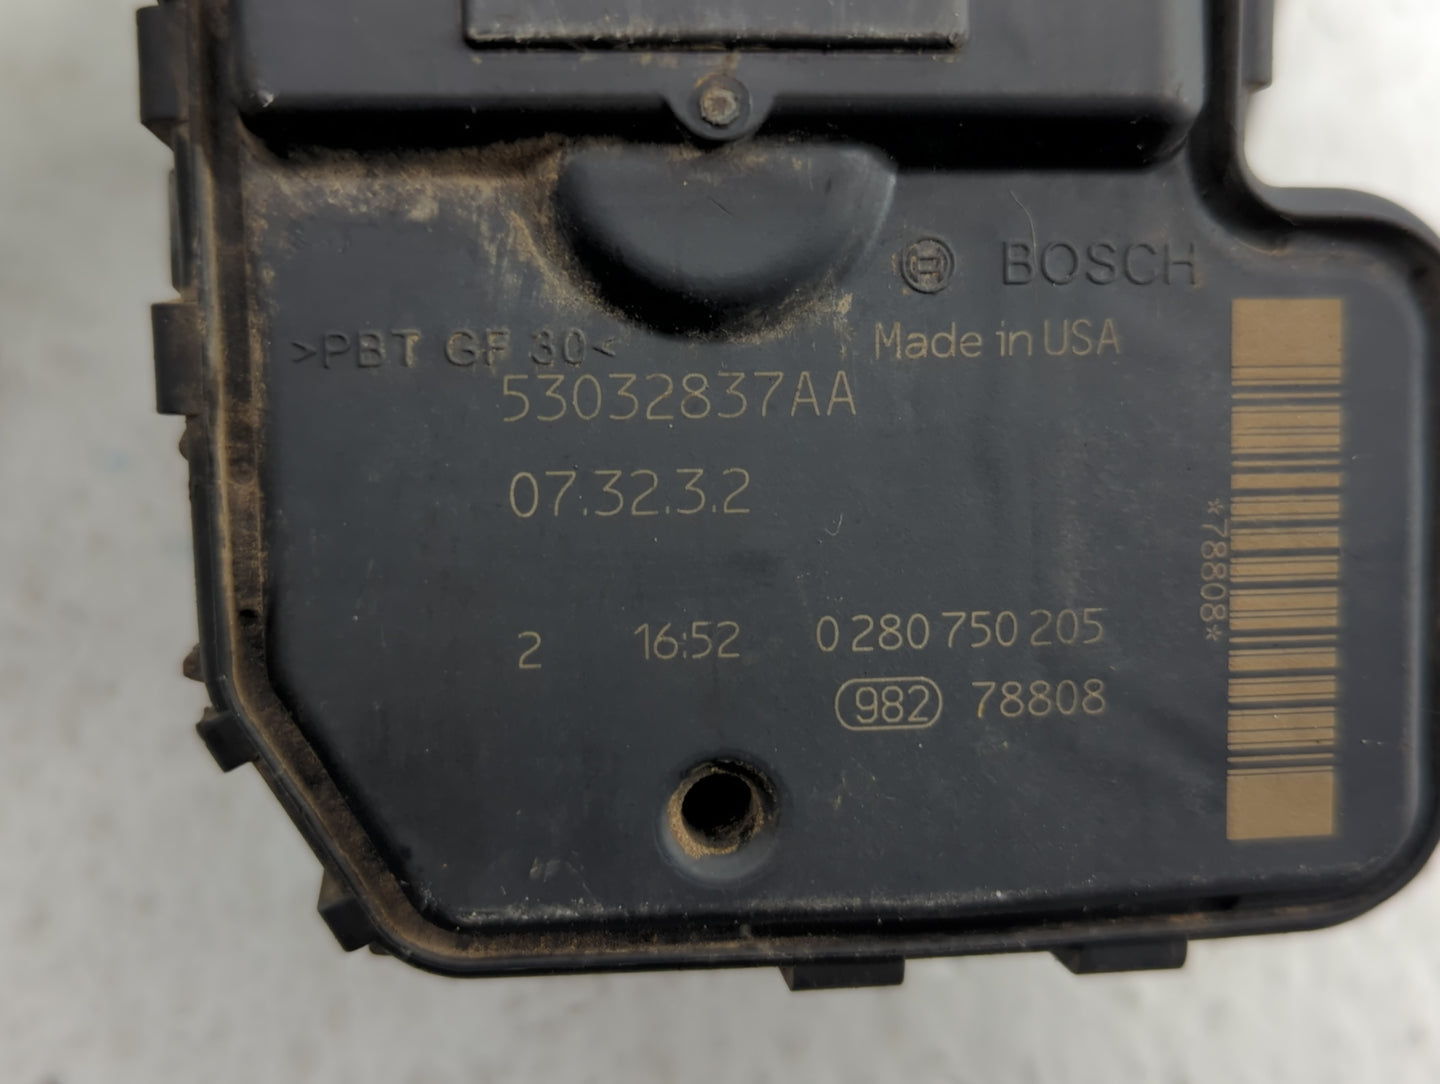 BOSCH
Made in USA
>PBT GF 30<
53032837AA
07.32.3.2
*78808*
2 16:52 0 280 750 205
982 78808